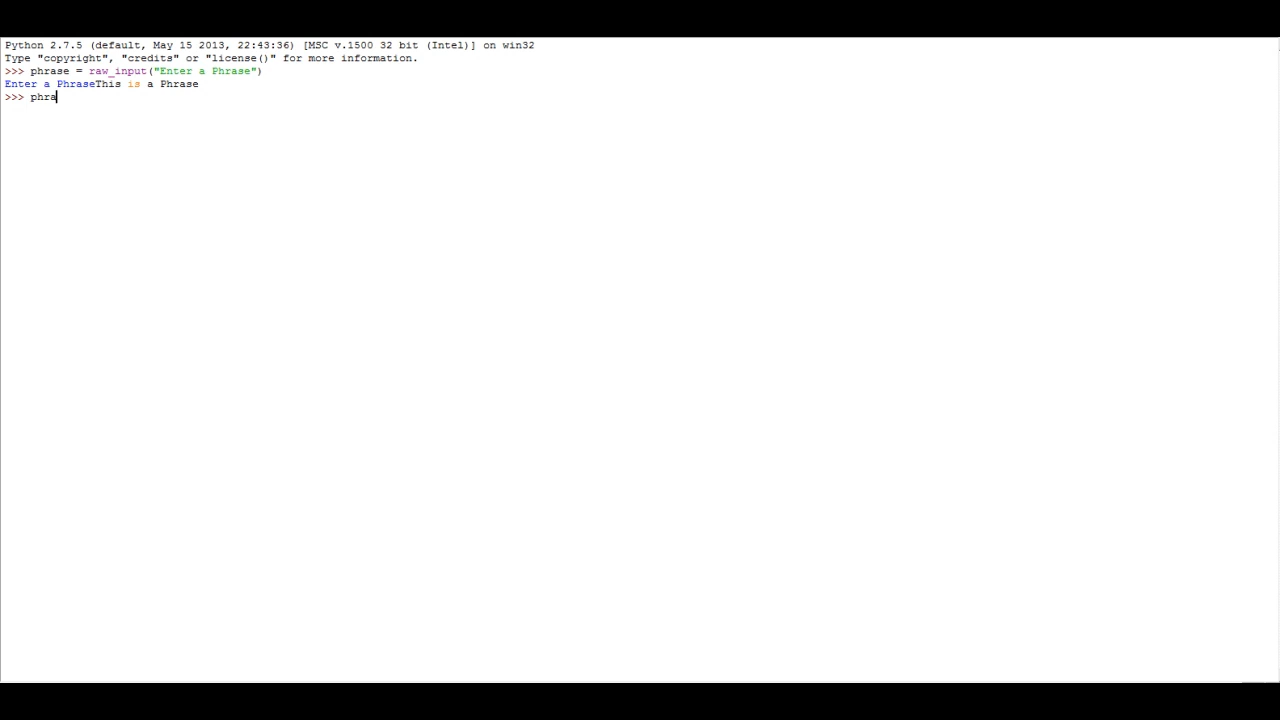 Python 2.7.5 (default, May 15 2013, 22:43:36) [MSC v.1500 32 bit (Intel)] on win32
Type "copyright", "credits" or "license()" for more information.
>>> phrase = raw_input("Enter a Phrase")
Enter a PhraseThis is a Phrase
>>> phra